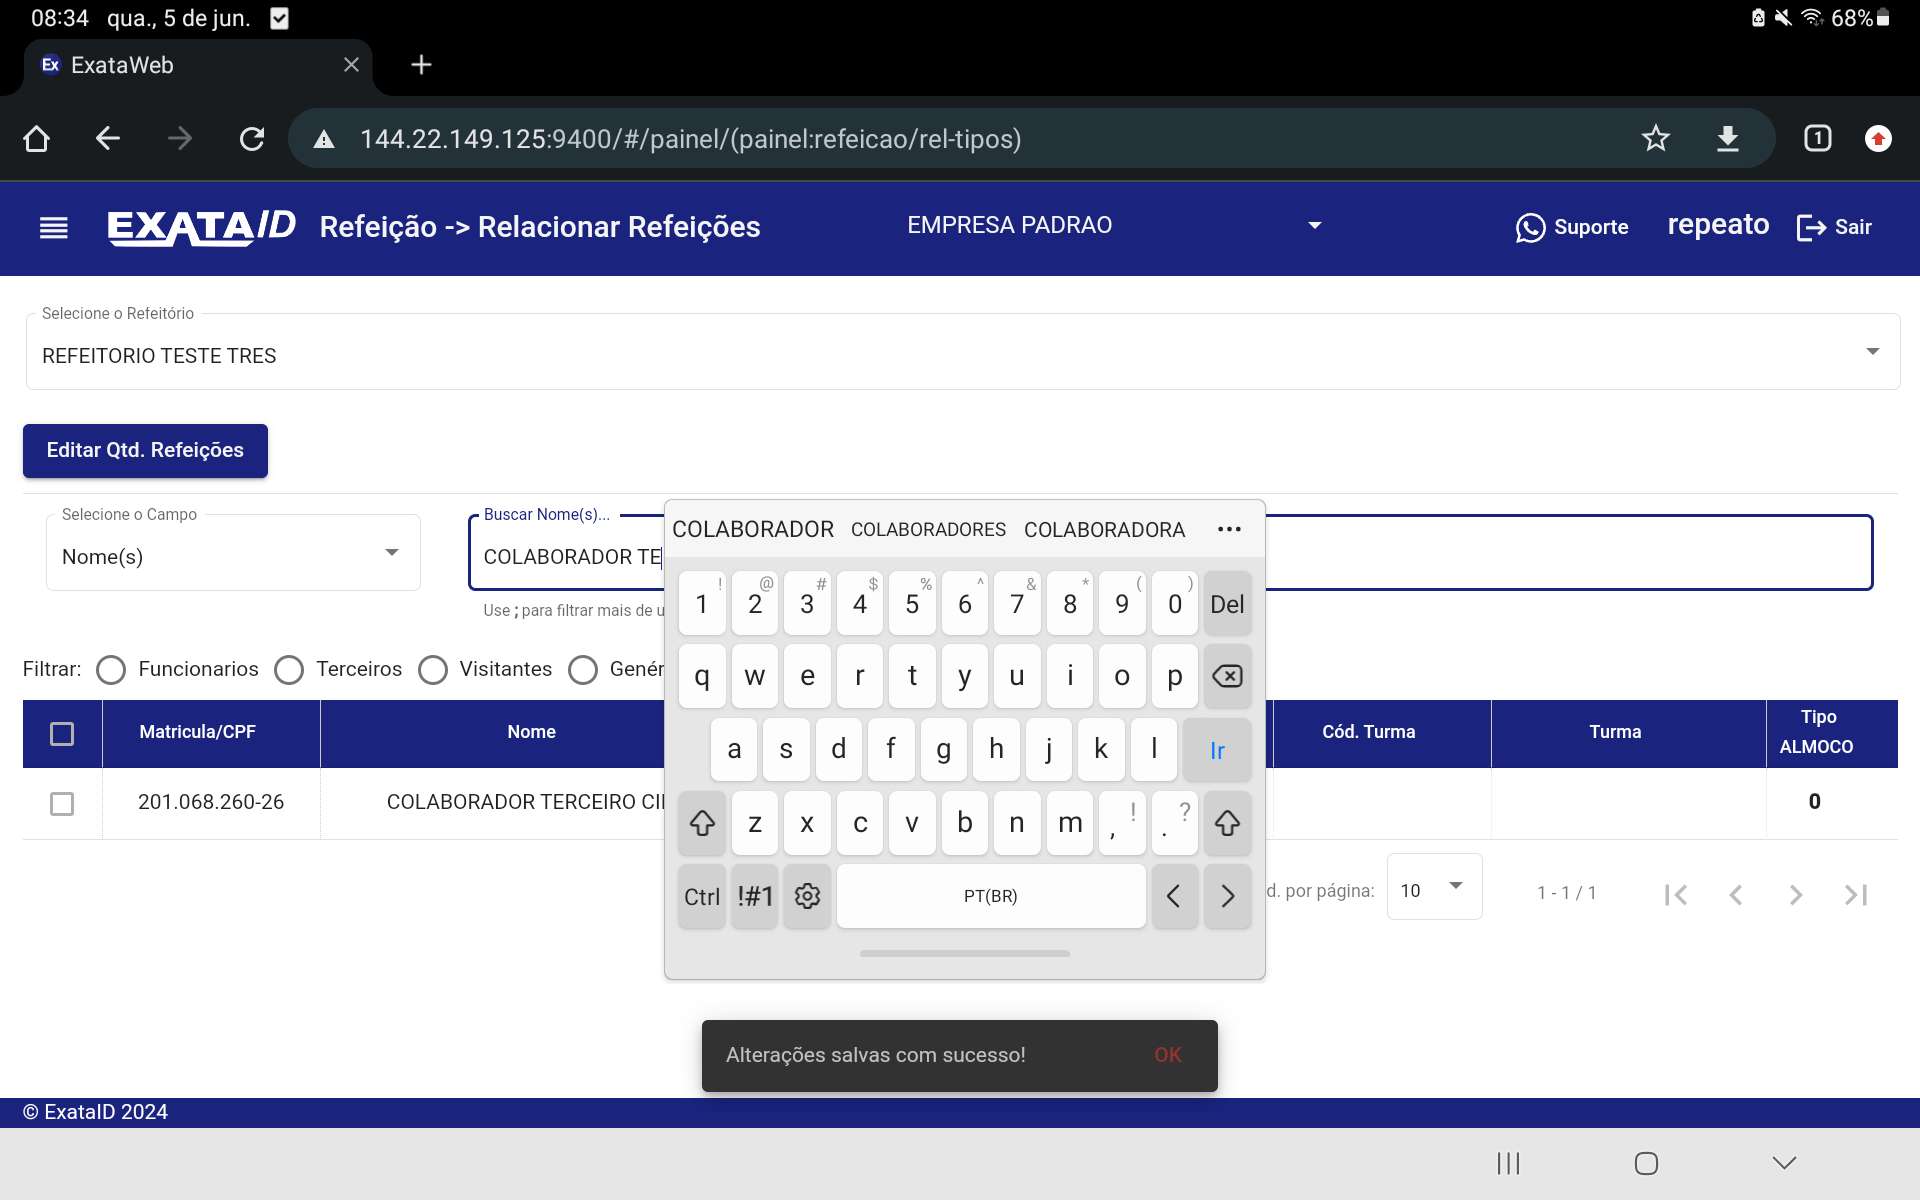 08:34 qua., 5 de jun. 68%
Ex ExataWeb
144.22.149.125:9400/#/painel/(painel:refeicao/rel-tipos) 1
EXATA/ID Refeição -> Relacionar Refeições EMPRESA PADRAO Suporte repeato Sair
Selecione o Refeitório
REFEITORIO TESTE TRES
Editar Qtd. Refeições
Selecione o Campo
Nome(s)
Buscar Nome(s)...
COLABORADOR TE
Use ; para filtrar mais de u
COLABORADOR COLABORADORES COLABORADORA •••
! @ # $ % ^ & * ( )
1 2 3 4 5 6 7 8 9 0 Del
q w e r t y u i o p
a s d f g h j k l Ir
z x c v b n m , ! . ?
Ctrl !#1 PT(BR) < >
Filtrar: Funcionarios Terceiros Visitantes Genér
Matricula/CPF Nome Cód. Turma Turma Tipo
ALMOCO
201.068.260-26 COLABORADOR TERCEIRO CI 0
d. por página: 10 1 - 1 / 1
Alterações salvas com sucesso! OK
© ExataID 2024